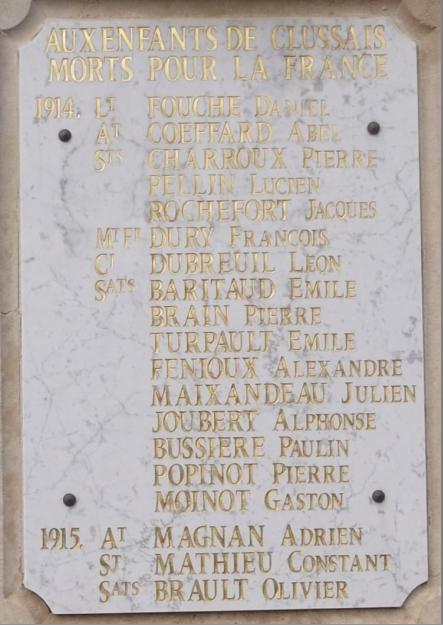 AUX ENFANTS DE CLUSSAIS
MORTS POUR LA FRANCE
1914. LT FOUCHE DANIEL
AT COEFFARD ABEL
STS CHARROUX PIERRE
PELLIN LUCIEN
ROCHEFORT JACQUES
MT FR DURY FRANCOIS
CL DUBREUIL LEON
SATS BARITAUD EMILE
BRAIN PIERRE
TURPAULT EMILE
FENIOUX ALEXANDRE
MAIXANDEAU JULIEN
JOUBERT ALPHONSE
BUSSIERE PAULIN
POPINOT PIERRE
MOINOT GASTON
1915. AT MAGNAN ADRIEN
ST MATHIEU CONSTANT
SATS BRAULT OLIVIER